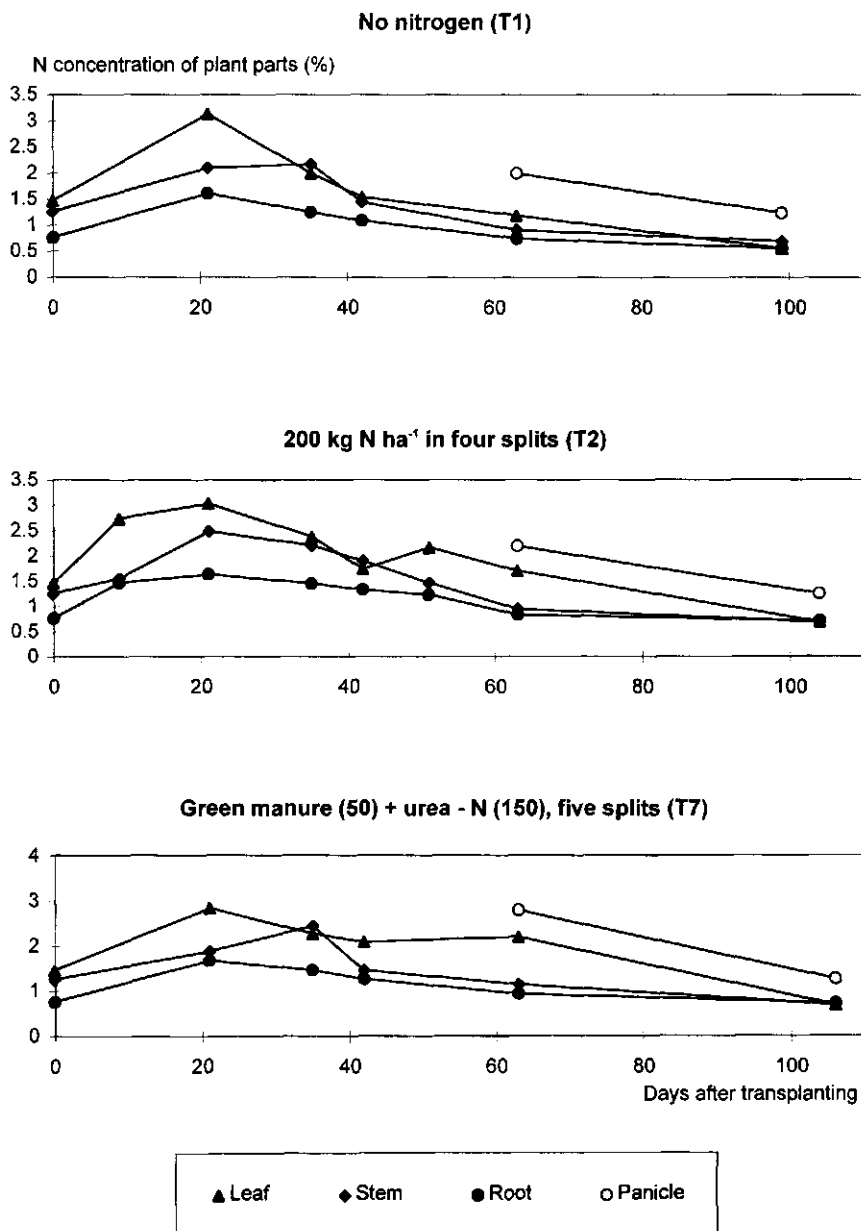 No nitrogen (T1)
N concentration of plant parts (%)
3.5
3
2.5
2
1.5
1
0.5
0
0 20 40 60 80 100
200 kg N ha⁻¹ in four splits (T2)
3.5
3
2.5
2
1.5
1
0.5
0
0 20 40 60 80 100
Green manure (50) + urea - N (150), five splits (T7)
4
3
2
1
0
0 20 40 60 80 100
Days after transplanting
Leaf Stem Root Panicle